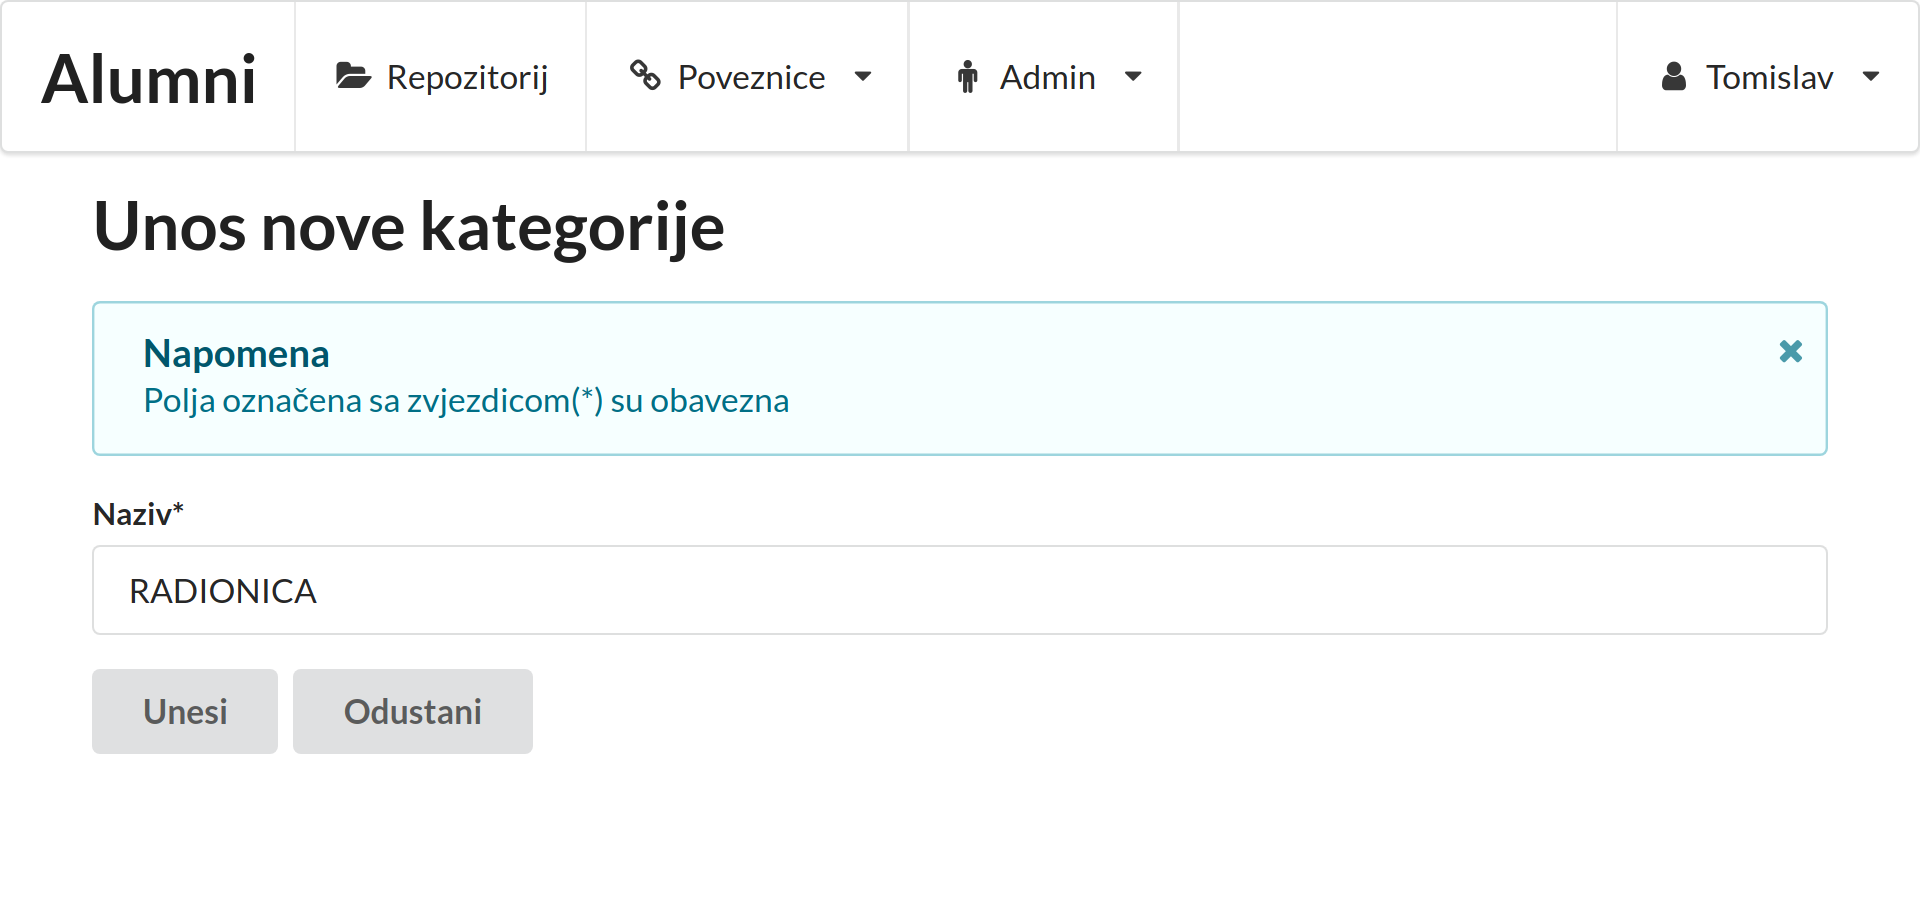 Alumni
Repozitorij
Poveznice
Admin
Tomislav
Unos nove kategorije
Napomena
Polja označena sa zvjezdicom(*) su obavezna
Naziv*
RADIONICA
Unesi
Odustani